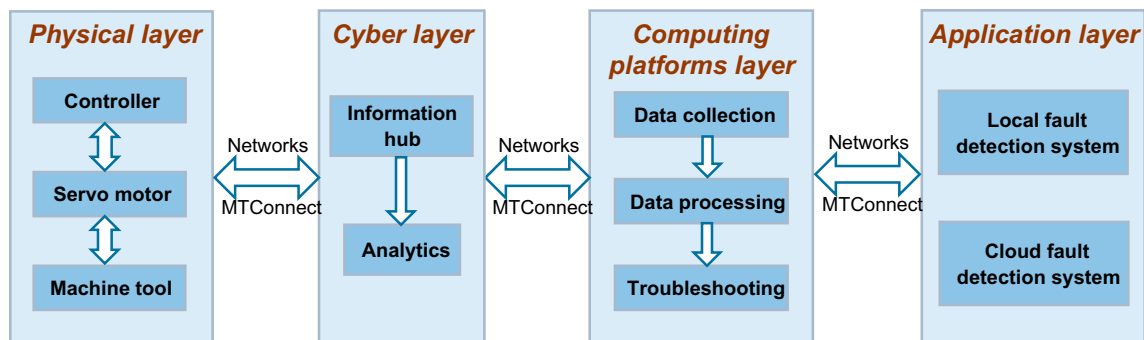 Physical layer
Controller
Servo motor
Machine tool
Networks
MTConnect
Cyber layer
Information
hub
Analytics
Networks
MTConnect
Computing
platforms layer
Data collection
Data processing
Troubleshooting
Networks
MTConnect
Application layer
Local fault
detection system
Cloud fault
detection system